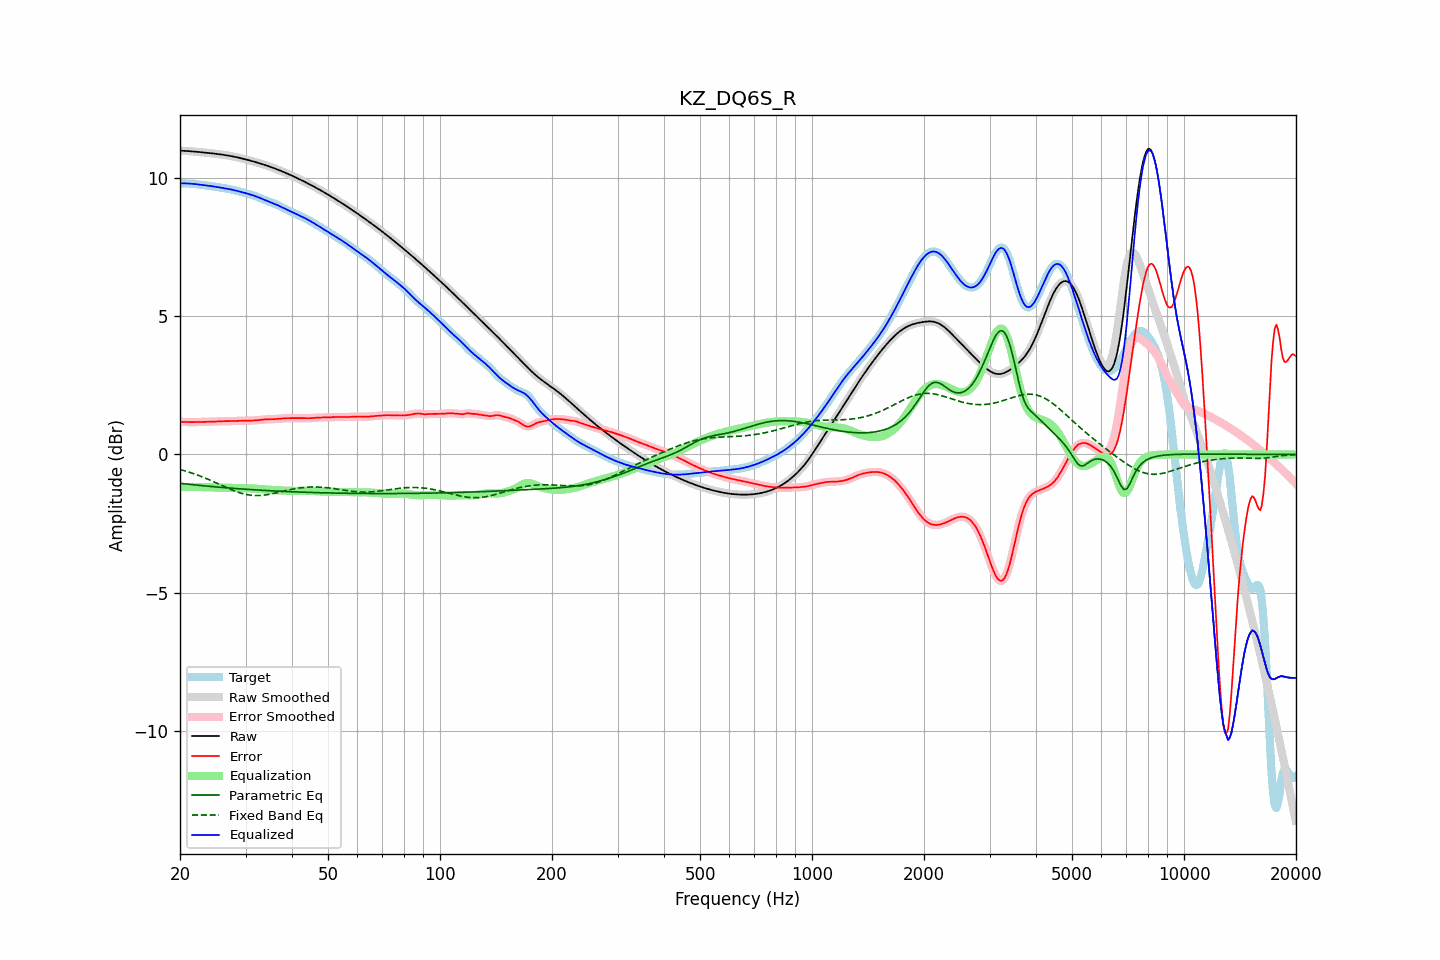 KZ_DQ6S_R
Amplitude (dBr)
10
5
0
−5
−10
Target
Raw Smoothed
Error Smoothed
Raw
Error
Equalization
Parametric Eq
Fixed Band Eq
Equalized
20
50
100
200
500
1000
2000
5000
10000
20000
Frequency (Hz)